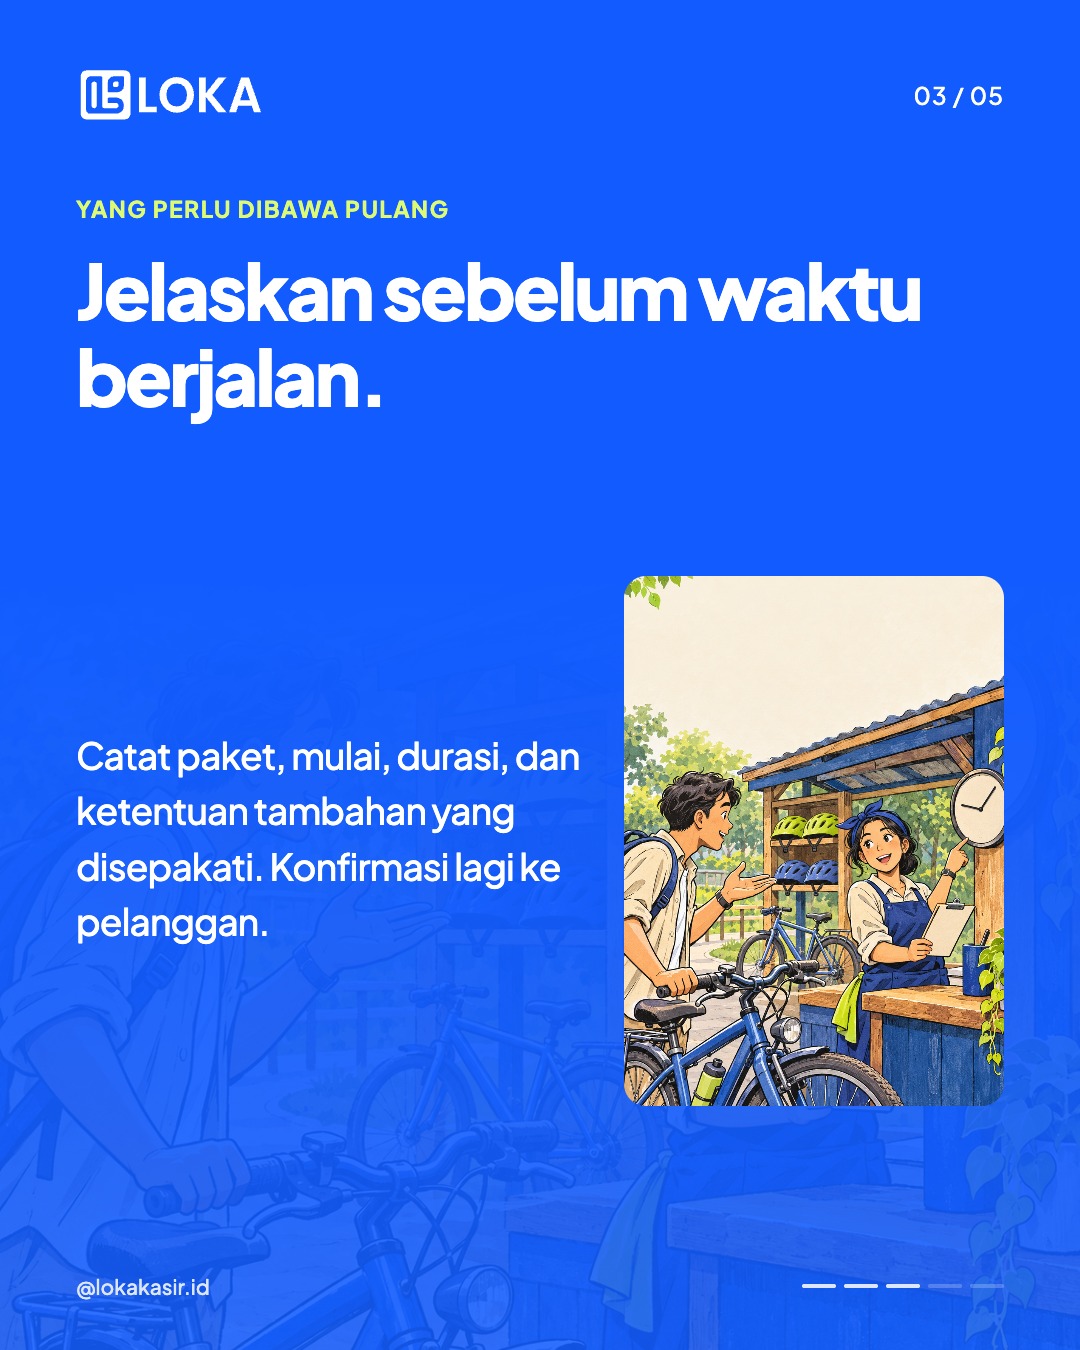 LOKA
03 / 05
YANG PERLU DIBAWA PULANG
Jelaskan sebelum waktu
berjalan.
Catat paket, mulai, durasi, dan
ketentuan tambahan yang
disepakati. Konfirmasi lagi ke
pelanggan.
@lokakasir.id